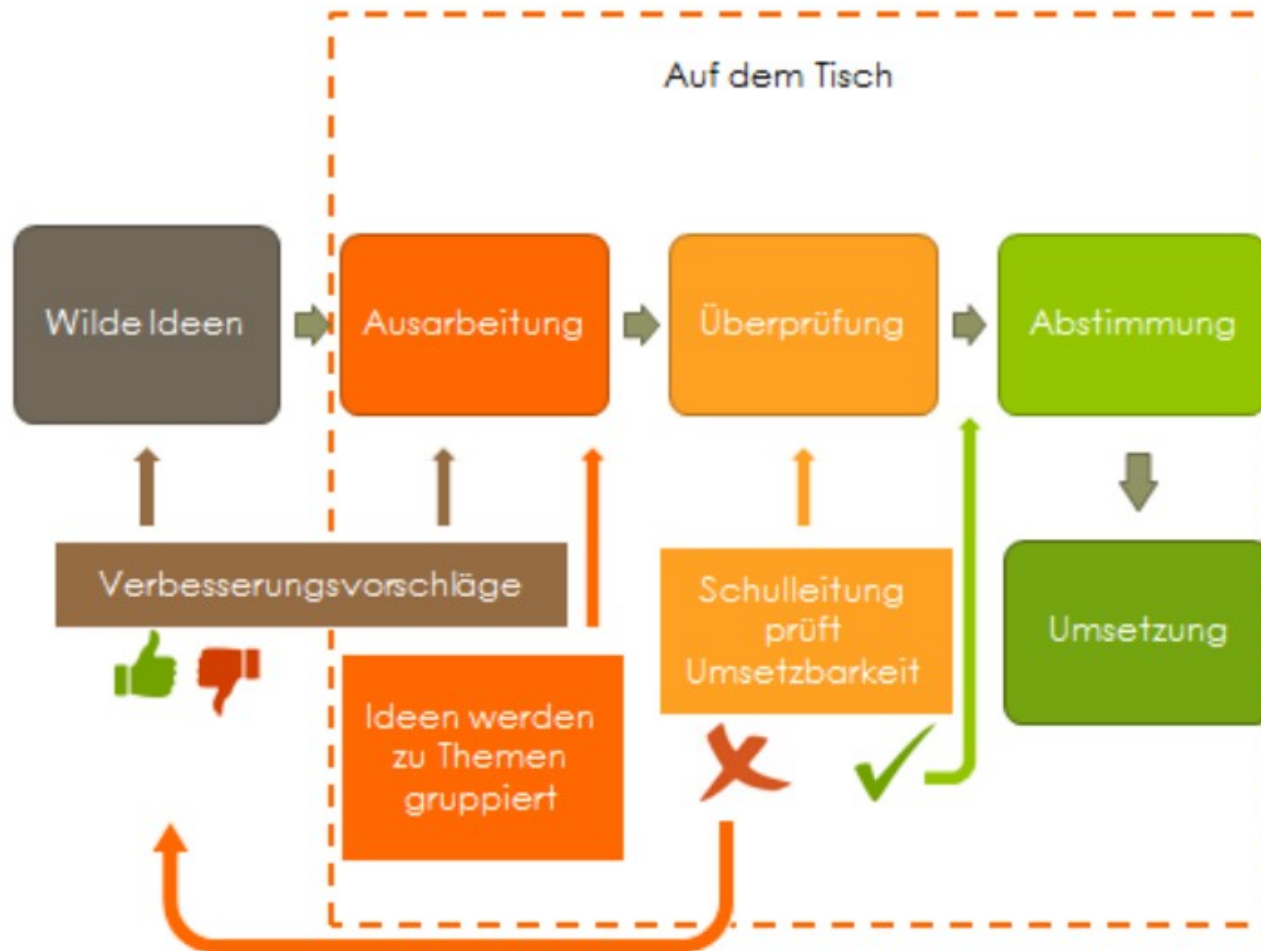 Auf dem Tisch
Wilde Ideen
Ausarbeitung
Überprüfung
Abstimmung
Verbesserungsvorschläge
Ideen werden
zu Themen
gruppiert
Schulleitung
prüft
Umsetzbarkeit
Umsetzung